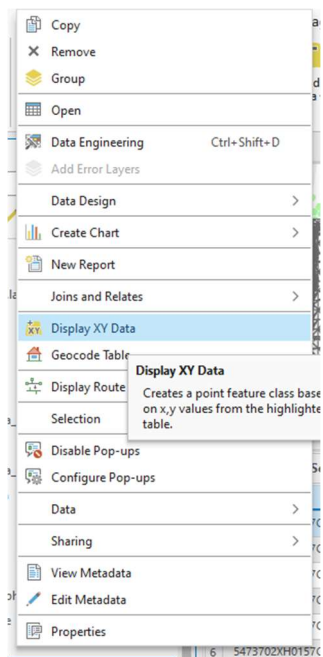 Copy
Remove
Group
Open
Data Engineering Ctrl+Shift+D
Add Error Layers
Data Design
Create Chart
New Report
Joins and Relates
XY Display XY Data
Geocode Table
Display XY Data
Display Route
Creates a point feature class base
on x,y values from the highlighte
table.
Selection
Disable Pop-ups
Configure Pop-ups
Data
Sharing
View Metadata
Edit Metadata
Properties
6 5473702XH0157C